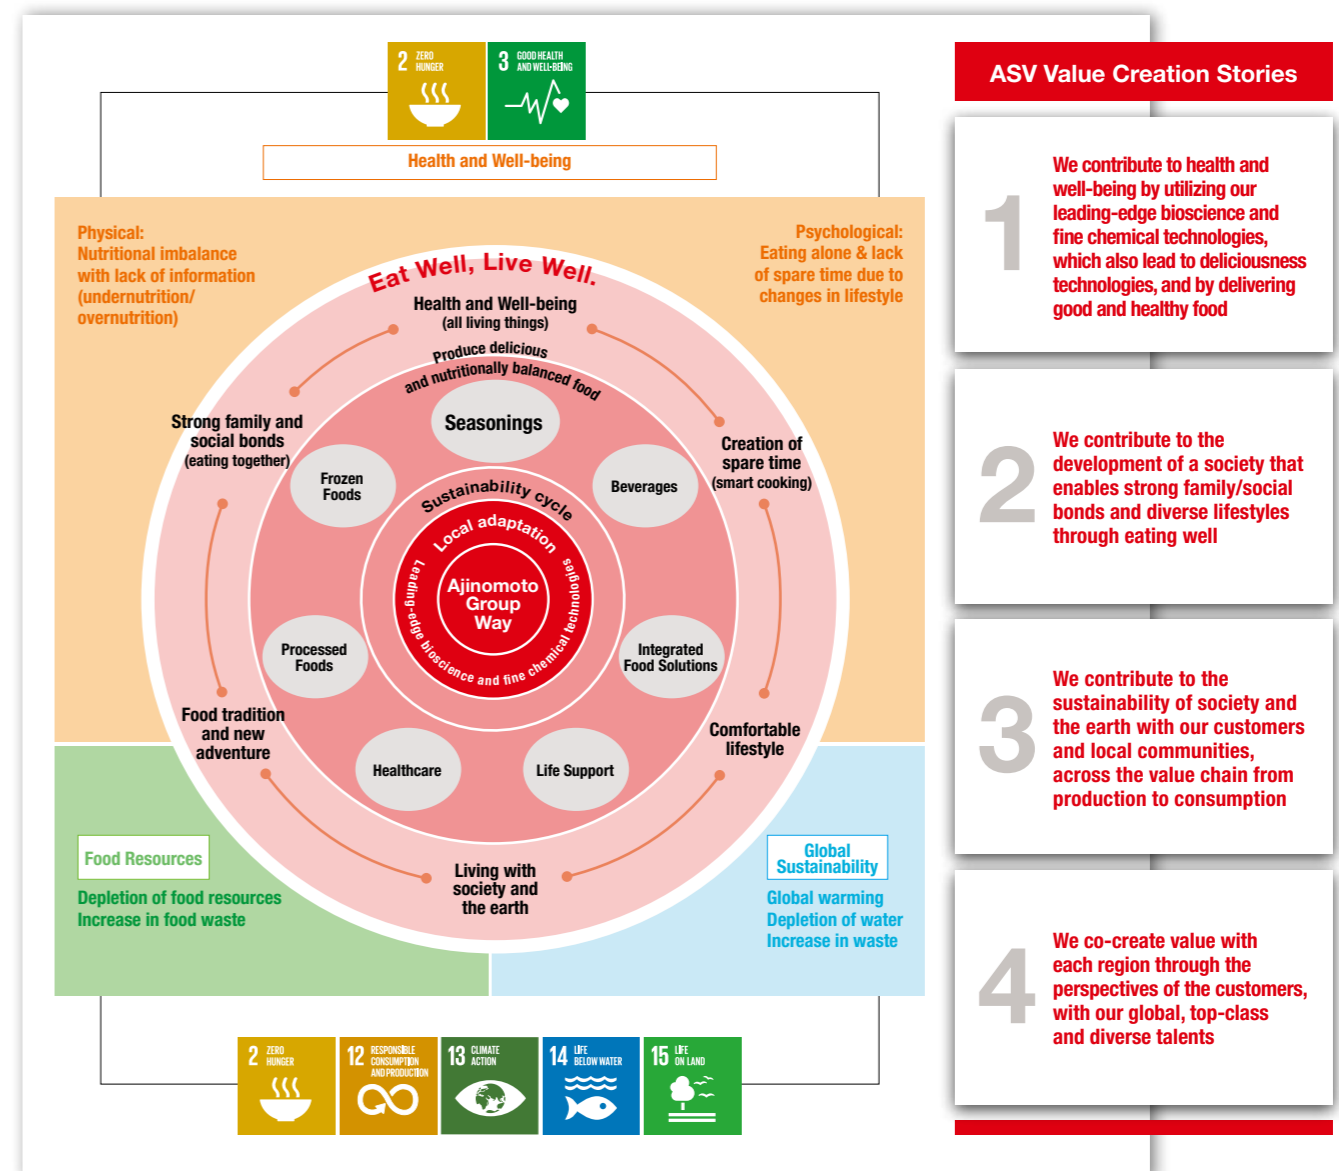 2 ZERO
HUNGER
3 GOOD HEALTH
AND WELL-BEING
Health and Well-being
Physical:
Nutritional imbalance
with lack of information
(undernutrition/
overnutrition)
Psychological:
Eating alone & lack
of spare time due to
changes in lifestyle
Eat Well, Live Well.
Health and Well-being
(all living things)
Produce delicious
and nutritionally balanced food
Strong family and
social bonds
(eating together)
Creation of
spare time
(smart cooking)
Seasonings
Frozen
Foods
Beverages
Sustainability cycle
Local adaptation
Leading-edge bioscience and fine chemical technologies
Ajinomoto
Group
Way
Processed
Foods
Integrated
Food Solutions
Healthcare
Life Support
Food tradition
and new
adventure
Comfortable
lifestyle
Living with
society and
the earth
Food Resources
Depletion of food resources
Increase in food waste
Global
Sustainability
Global warming
Depletion of water
Increase in waste
2 ZERO
HUNGER
12 RESPONSIBLE
CONSUMPTION
AND PRODUCTION
13 CLIMATE
ACTION
14 LIFE
BELOW WATER
15 LIFE
ON LAND
ASV Value Creation Stories
1
We contribute to health and
well-being by utilizing our
leading-edge bioscience and
fine chemical technologies,
which also lead to deliciousness
technologies, and by delivering
good and healthy food
2
We contribute to the
development of a society that
enables strong family/social
bonds and diverse lifestyles
through eating well
3
We contribute to the
sustainability of society and
the earth with our customers
and local communities,
across the value chain from
production to consumption
4
We co-create value with
each region through the
perspectives of the customers,
with our global, top-class
and diverse talents